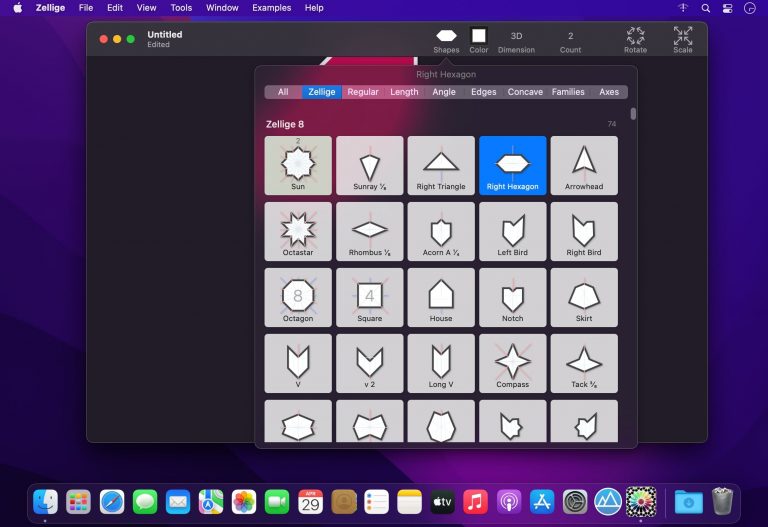 Zellige File Edit View Tools Window Examples Help
Untitled
Edited
3D 2
Shapes Color Dimension Count Rotate Scale
Right Hexagon
All Zellige Regular Length Angle Edges Concave Families Axes
Zellige 8 74
2
Sun Sunray ⅛ Right Triangle Right Hexagon Arrowhead
Octastar Rhombus ⅛ Acorn A ¼ Left Bird Right Bird
8 4
Octagon Square House Notch Skirt
V v 2 Long V Compass Tack ⅜
APR
29
tv